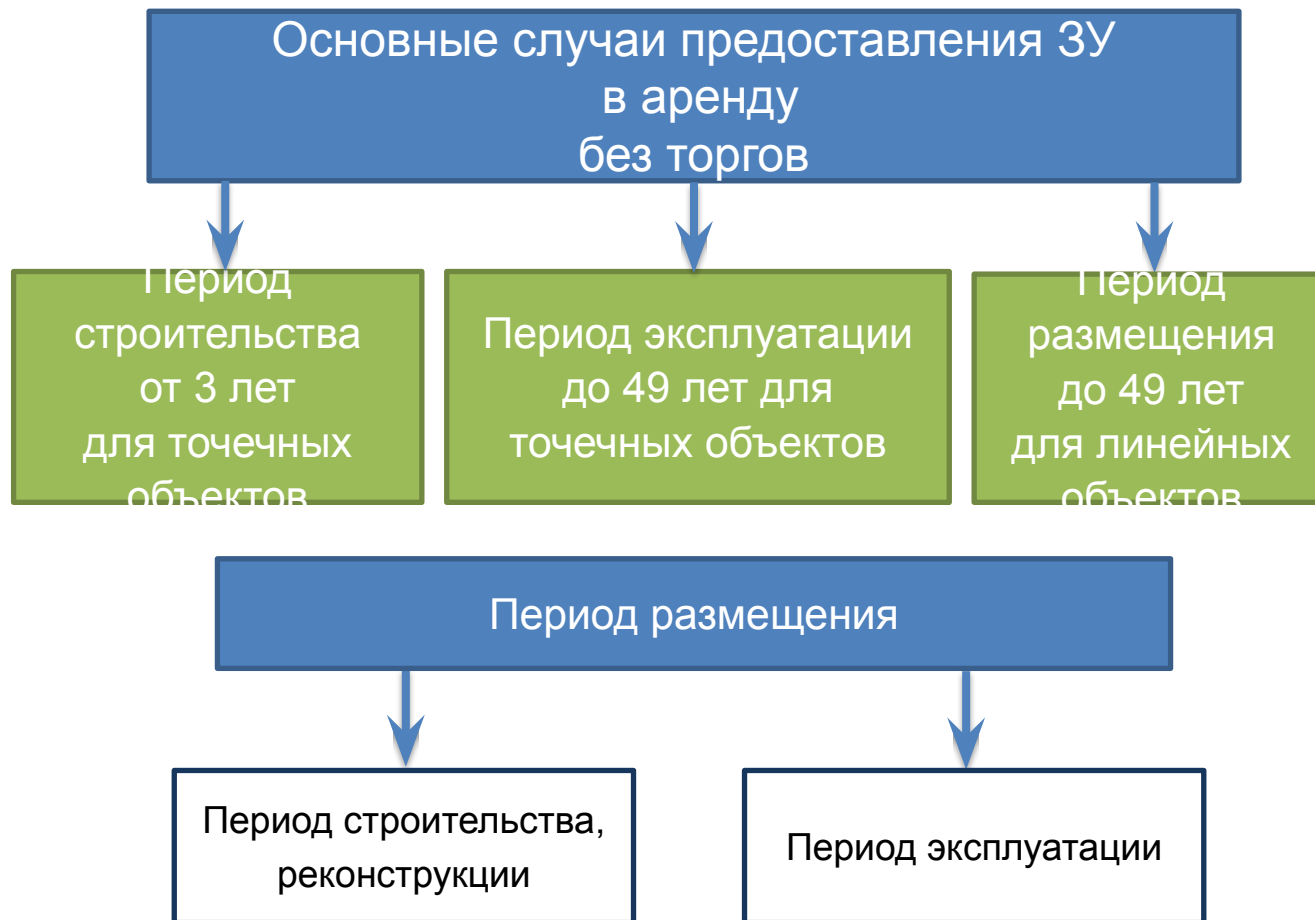 Основные случаи предоставления ЗУ
в аренду
без торгов
Период
строительства
от 3 лет
для точечных
объектов
Период эксплуатации
до 49 лет для
точечных объектов
Период
размещения
до 49 лет
для линейных
объектов
Период размещения
Период строительства,
реконструкции
Период эксплуатации